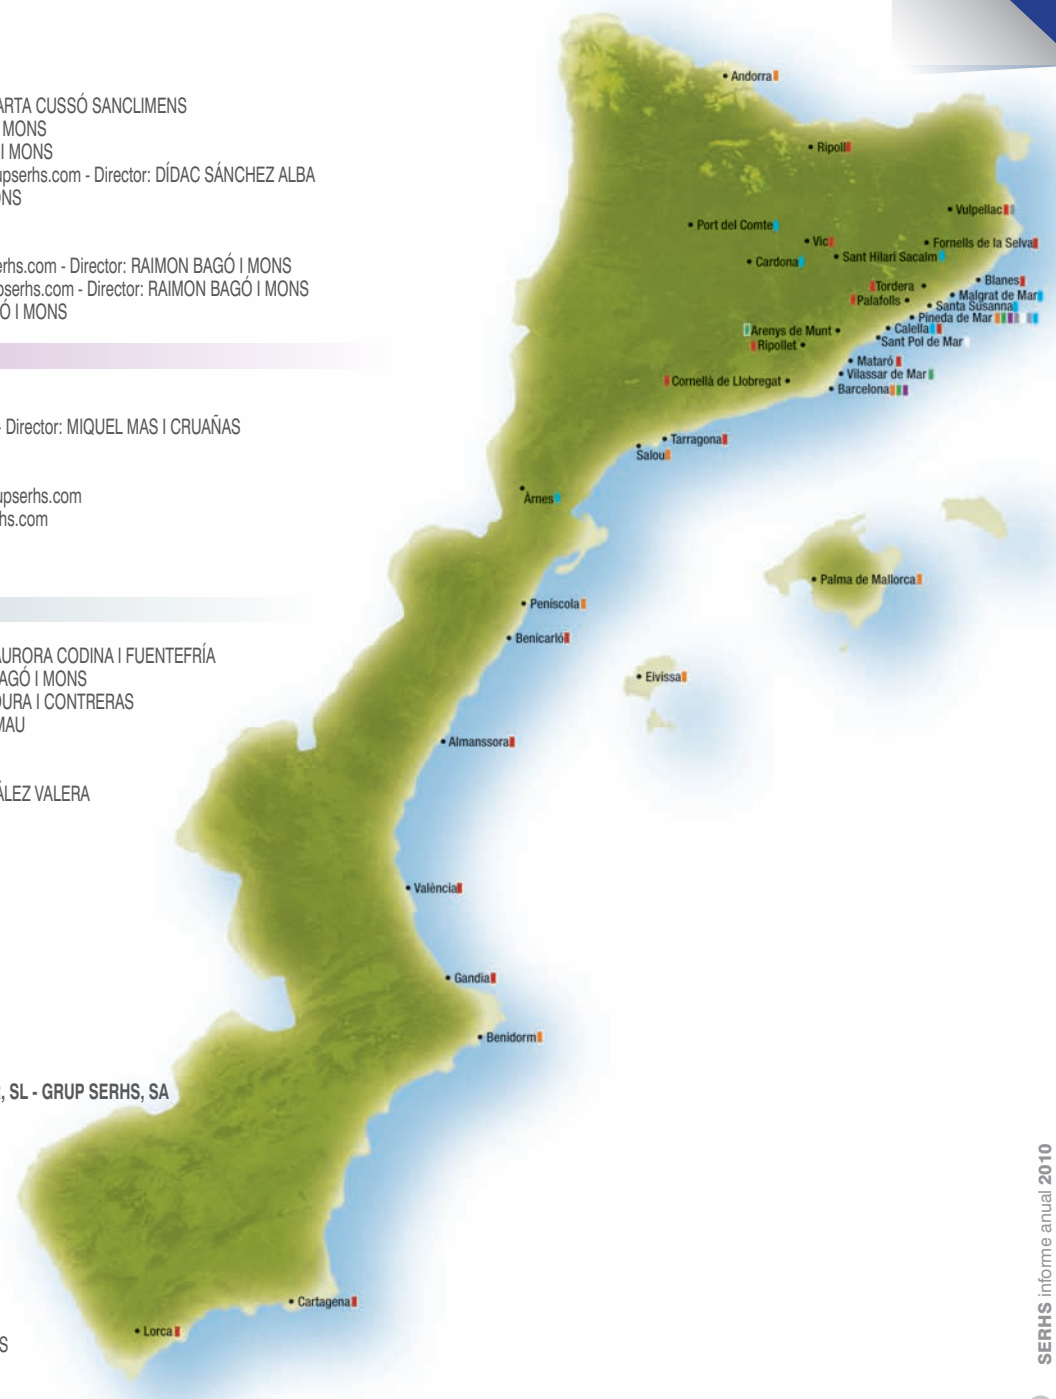 ARTA CUSSÓ SANCLIMENS
MONS
I MONS
upserhs.com - Director: DÍDAC SÁNCHEZ ALBA
ONS
erhs.com - Director: RAIMON BAGÓ I MONS
pserhs.com - Director: RAIMON BAGÓ I MONS
Ó I MONS
- Director: MIQUEL MAS I CRUAÑAS
upserhs.com
hs.com
AURORA CODINA I FUENTEFRÍA
AGÓ I MONS
DURA I CONTRERAS
MAU
ÁLEZ VALERA
, SL - GRUP SERHS, SA
S
• Andorra
• Ripoll
• Vulpellac
• Port del Comte
• Vic
• Fornells de la Selva
• Cardona
• Sant Hilari Sacalm
• Blanes
Tordera •
• Malgrat de Mar
Palafolls •
• Santa Susanna
• Pineda de Mar
Arenys de Munt •
• Calella
Ripollet •
• Sant Pol de Mar
• Mataró
• Vilassar de Mar
Cornellà de Llobregat •
• Barcelona
• Tarragona
• Salou
• Àrnes
• Palma de Mallorca
• Peníscola
• Benicarló
• Eivissa
• Almanssora
• València
• Gandia
• Benidorm
• Cartagena
• Lorca
SERHS informe anual 2010